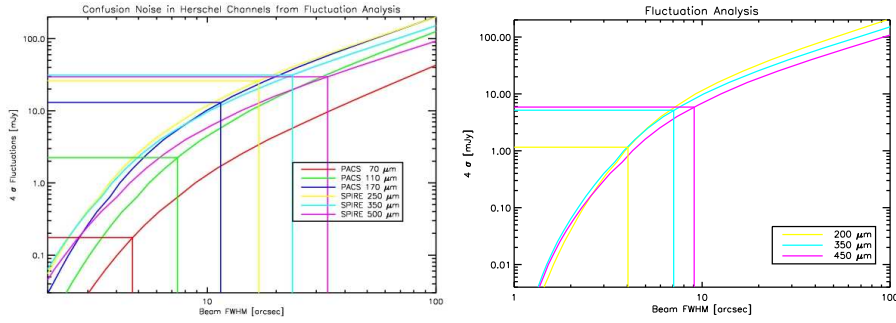 Confusion Noise in Herschel Channels from Fluctuation Analysis
4 σ Fluctuations [mJy]
100.0
10.0
1.0
0.1
10
100
Beam FWHM [arcsec]
PACS 70 μm
PACS 110 μm
PACS 170 μm
SPIRE 250 μm
SPIRE 350 μm
SPIRE 500 μm
Fluctuation Analysis
4 σ [mJy]
100.00
10.00
1.00
0.10
0.01
1
10
100
Beam FWHM [arcsec]
200 μm
350 μm
450 μm